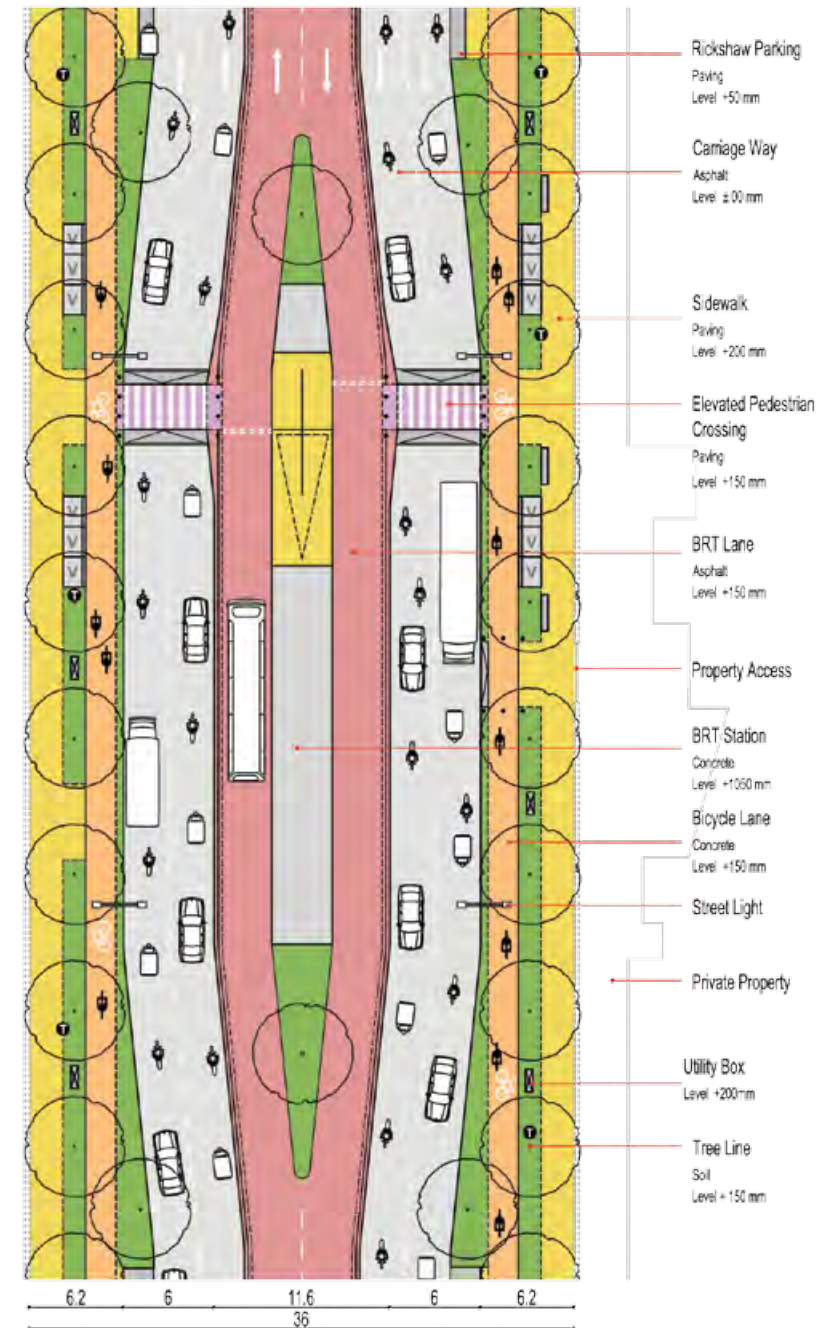 Rickshaw Parking
Paving
Level +50 mm
Carriage Way
Asphalt
Level ±00 mm
Sidewalk
Paving
Level +200 mm
Elevated Pedestrian
Crossing
Paving
Level +150 mm
BRT Lane
Asphalt
Level +150 mm
Property Access
BRT Station
Concrete
Level +1050 mm
Bicycle Lane
Concrete
Level +150 mm
Street Light
Private Property
Utility Box
Level +200mm
Tree Line
Soil
Level + 150 mm
T
T
V
V
V
V
V
V
T
V
V
V
V
V
V
T
T
T
6.2 6 11.6 6 6.2
36